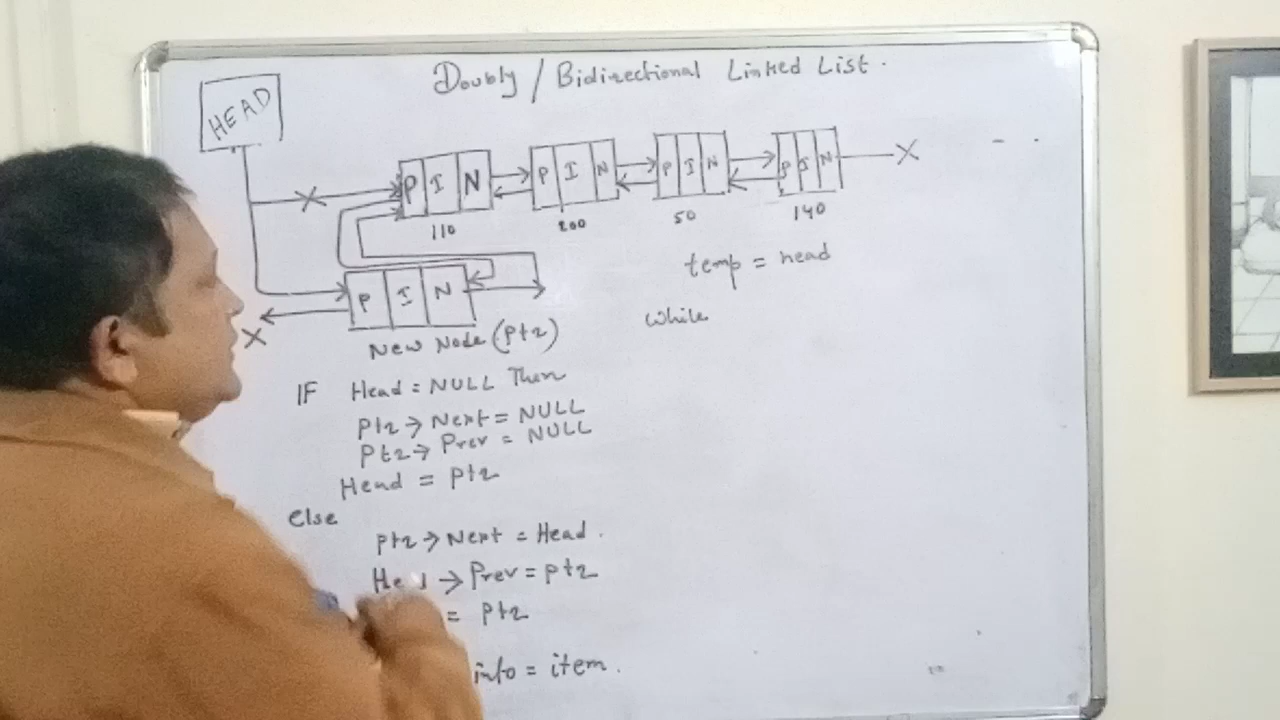 Doubly / Bidirectional Linked List.
HEAD
P I N
P I N
P I N
P I N
110
200
50
140
temp = head
P I N
while
New Node (Ptr)
IF Head = NULL Then
Ptr → Next = NULL
Ptr → Prev = NULL
Head = Ptr
Else
Ptr → Next = Head.
→ Prev = Ptr
= Ptr
info = item.